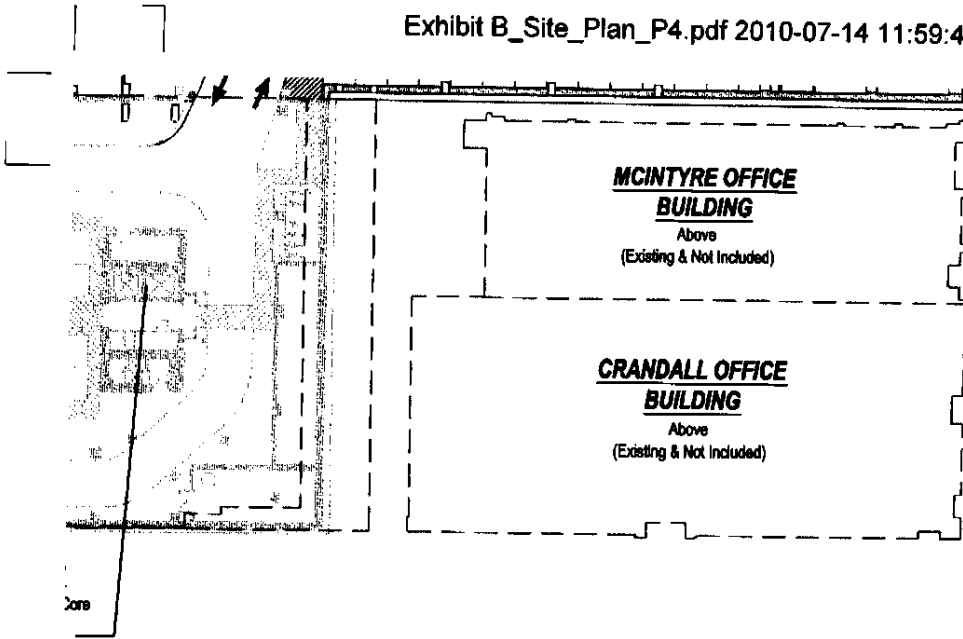 Exhibit B_Site_Plan_P4.pdf 2010-07-14 11:59:4
MCINTYRE OFFICE
BUILDING
Above
(Existing & Not Included)
CRANDALL OFFICE
BUILDING
Above
(Existing & Not Included)
Core